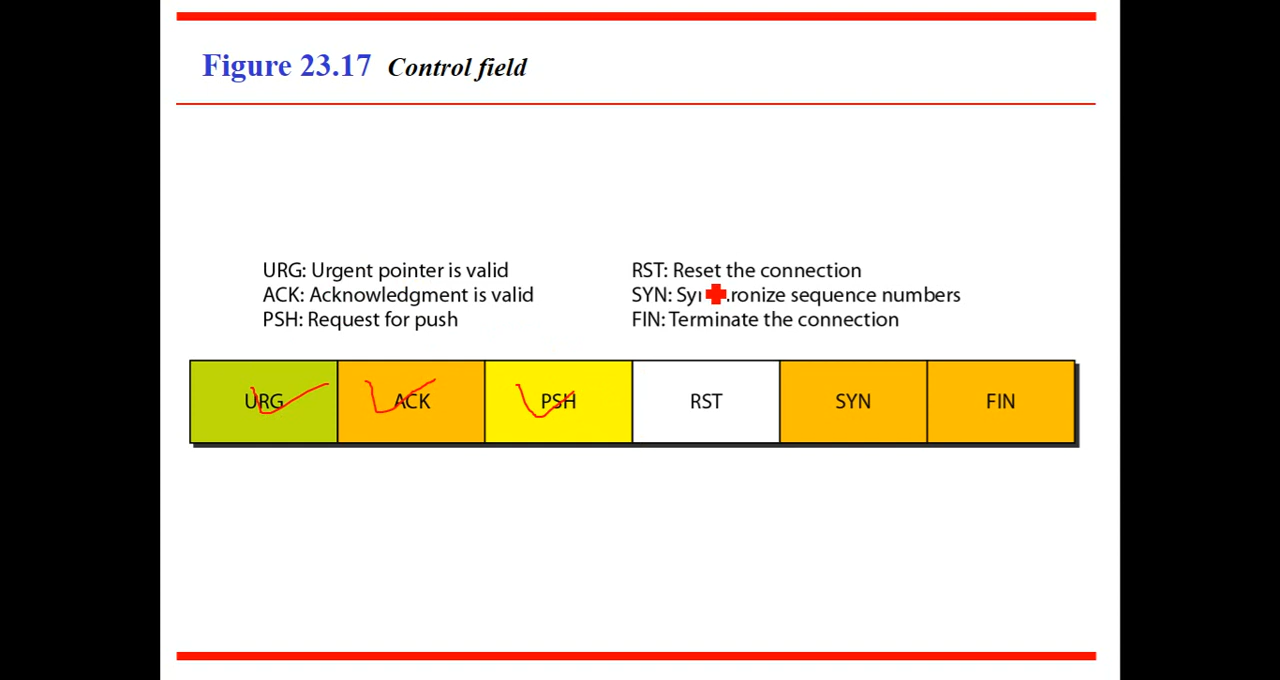 Figure 23.17 Control field
URG: Urgent pointer is valid
ACK: Acknowledgment is valid
PSH: Request for push
RST: Reset the connection
SYN: sequence numbers
FIN: Terminate the connection
URG ACK PSH RST SYN FIN